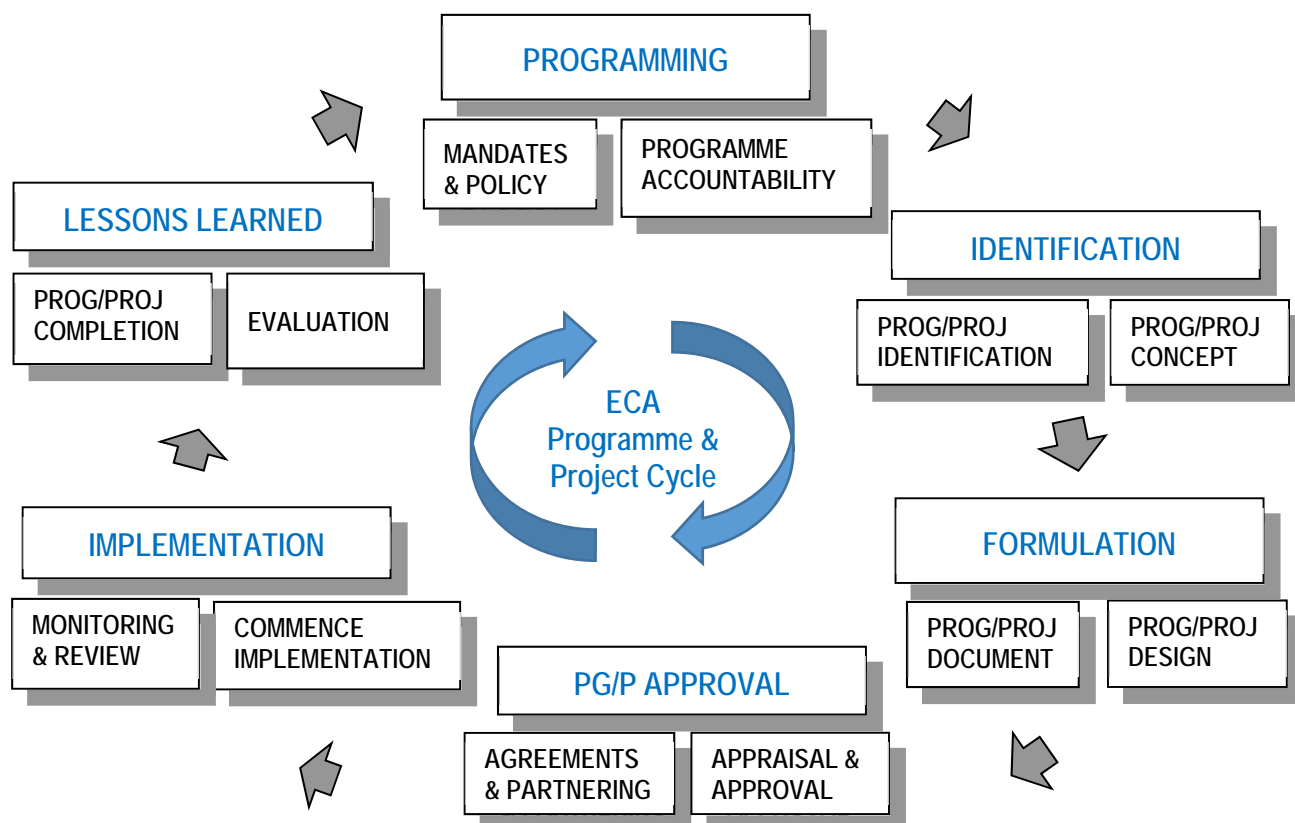 PROGRAMMING
MANDATES
& POLICY
PROGRAMME
ACCOUNTABILITY
LESSONS LEARNED
PROG/PROJ
COMPLETION
EVALUATION
IDENTIFICATION
PROG/PROJ
IDENTIFICATION
PROG/PROJ
CONCEPT
ECA
Programme &
Project Cycle
IMPLEMENTATION
MONITORING
& REVIEW
COMMENCE
IMPLEMENTATION
FORMULATION
PROG/PROJ
DOCUMENT
PROG/PROJ
DESIGN
PG/P APPROVAL
AGREEMENTS
& PARTNERING
APPRAISAL &
APPROVAL